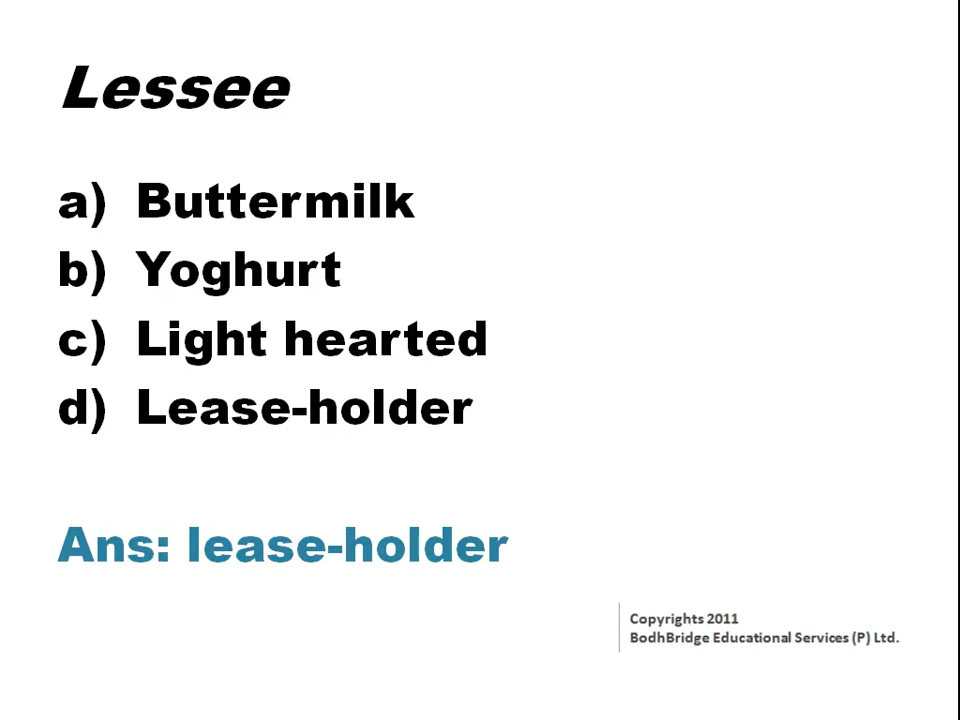 Lessee
a) Buttermilk
b) Yoghurt
c) Light hearted
d) Lease-holder
Ans: lease-holder
Copyrights 2011
BodhBridge Educational Services (P) Ltd.